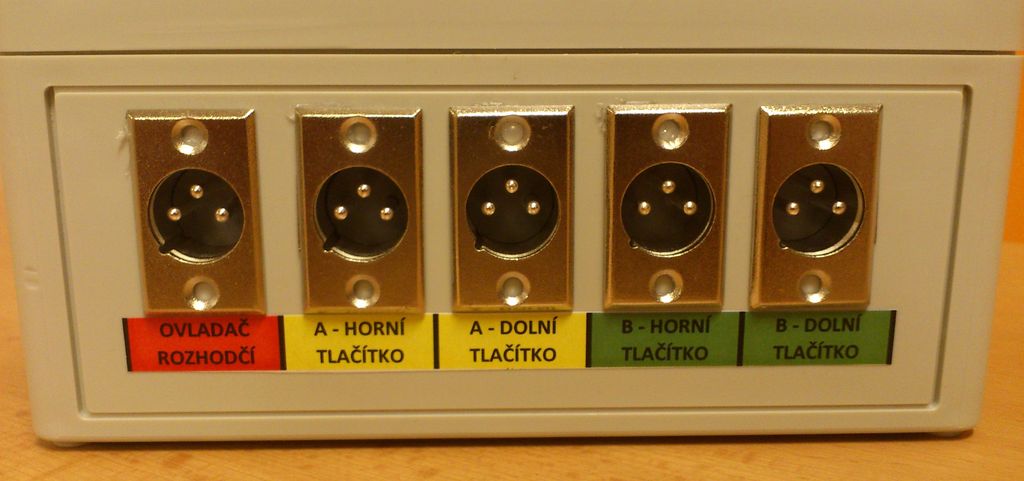 OVLADAČ
ROZHODČÍ
A - HORNÍ
TLAČÍTKO
A - DOLNÍ
TLAČÍTKO
B - HORNÍ
TLAČÍTKO
B - DOLNÍ
TLAČÍTKO